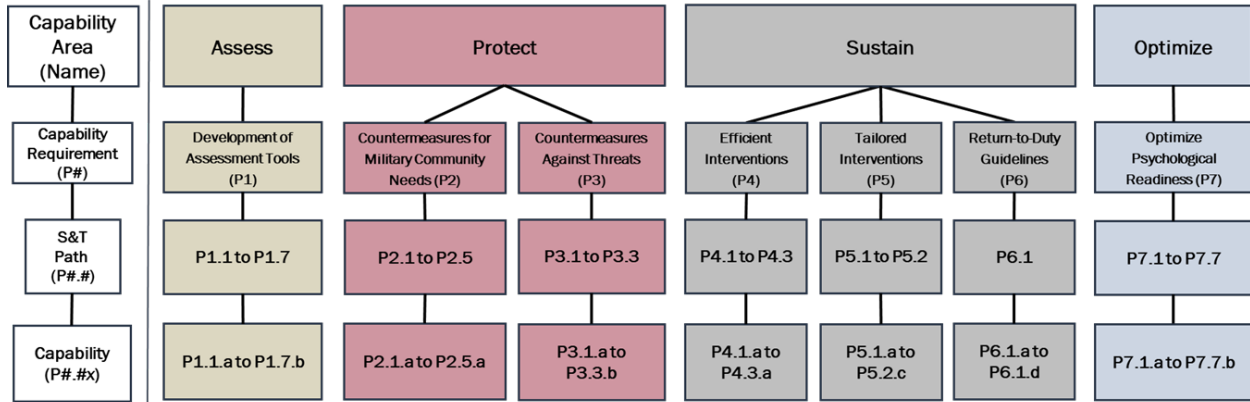 Capability
Area
(Name)
Assess
Protect
Sustain
Optimize
Capability
Requirement
(P#)
Development of
Assessment Tools
(P1)
Countermeasures for
Military Community
Needs (P2)
Countermeasures
Against Threats
(P3)
Efficient
Interventions
(P4)
Tailored
Interventions
(P5)
Return-to-Duty
Guidelines
(P6)
Optimize
Psychological
Readiness (P7)
S&T
Path
(P#.#)
P1.1 to P1.7
P2.1 to P2.5
P3.1 to P3.3
P4.1 to P4.3
P5.1 to P5.2
P6.1
P7.1 to P7.7
Capability
(P#.#x)
P1.1.a to P1.7.b
P2.1.a to P2.5.a
P3.1.a to
P3.3.b
P4.1.a to
P4.3.a
P5.1.a to
P5.2.c
P6.1.a to
P6.1.d
P7.1.a to P7.7.b